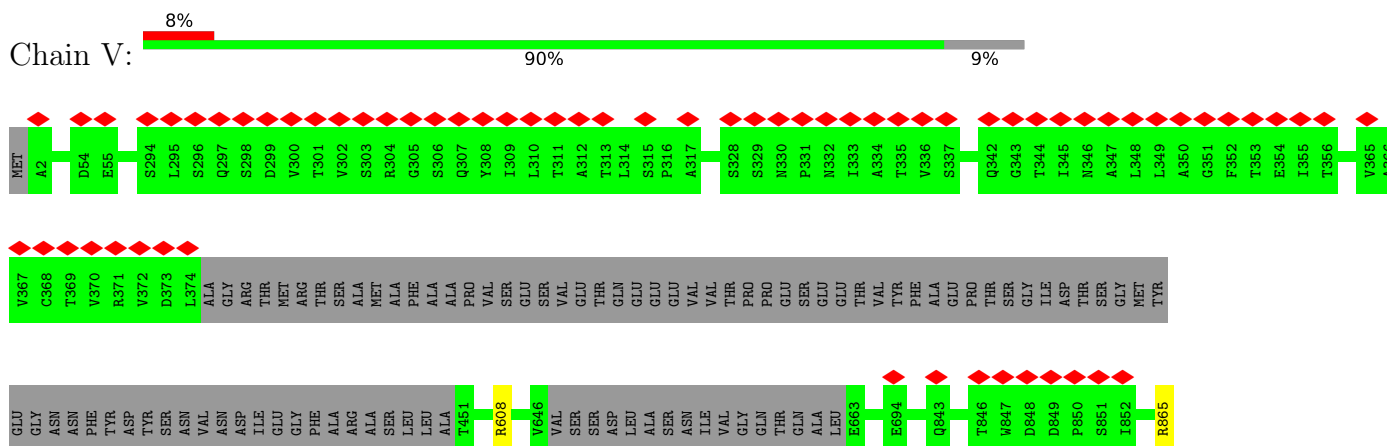 8%
Chain V:
90% 9%
MET A2 D54 E55 S294 L295 S296 Q297 S298 D299 V300 T301 V302 S303 R304 G305 S306 Q307 Y308 I309 L310 T311 A312 T313 L314 S315 P316 A317 S328 S329 N330 P331 N332 I333 A334 T335 V336 S337 Q342 G343 T344 I345 N346 A347 L348 L349 A350 G351 F352 T353 E354 I355 T356 V365 A366
V367 C368 T369 V370 R371 V372 D373 L374 ALA GLY ARG THR MET ARG THR SER ALA MET ALA PHE ALA ALA PRO VAL SER GLU SER VAL GLU THR GLN GLU GLU GLU VAL VAL THR PRO PRO GLU SER GLU GLU THR VAL TYR PHE ALA GLU PRO THR SER GLY ILE ASP THR SER GLY MET TYR
GLU GLY ASN ASN PHE TYR ASP TYR SER ASN VAL ASN ASP ILE GLU GLY PHE ALA ARG ALA SER LEU LEU ALA T451 R608 V646 VAL SER SER ASP LEU ALA SER ASN ILE VAL GLY GLN THR GLN ALA LEU E663 E694 Q843 T846 W847 D848 D849 P850 S851 I852 R865